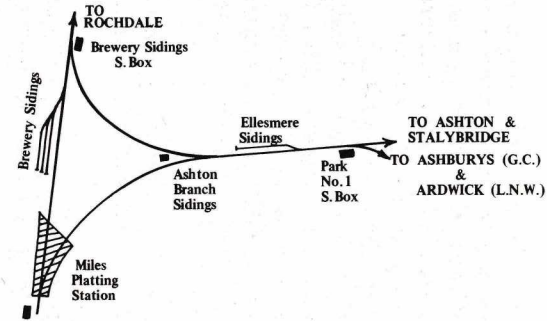 TO
ROCHDALE
Brewery Sidings
S. Box
Brewery Sidings
Ellesmere
Sidings
TO ASHTON &
STALYBRIDGE
TO ASHBURYS (G.C.)
&
ARDWICK (L.N.W.)
Park
No. 1
S. Box
Ashton
Branch
Sidings
Miles
Platting
Station